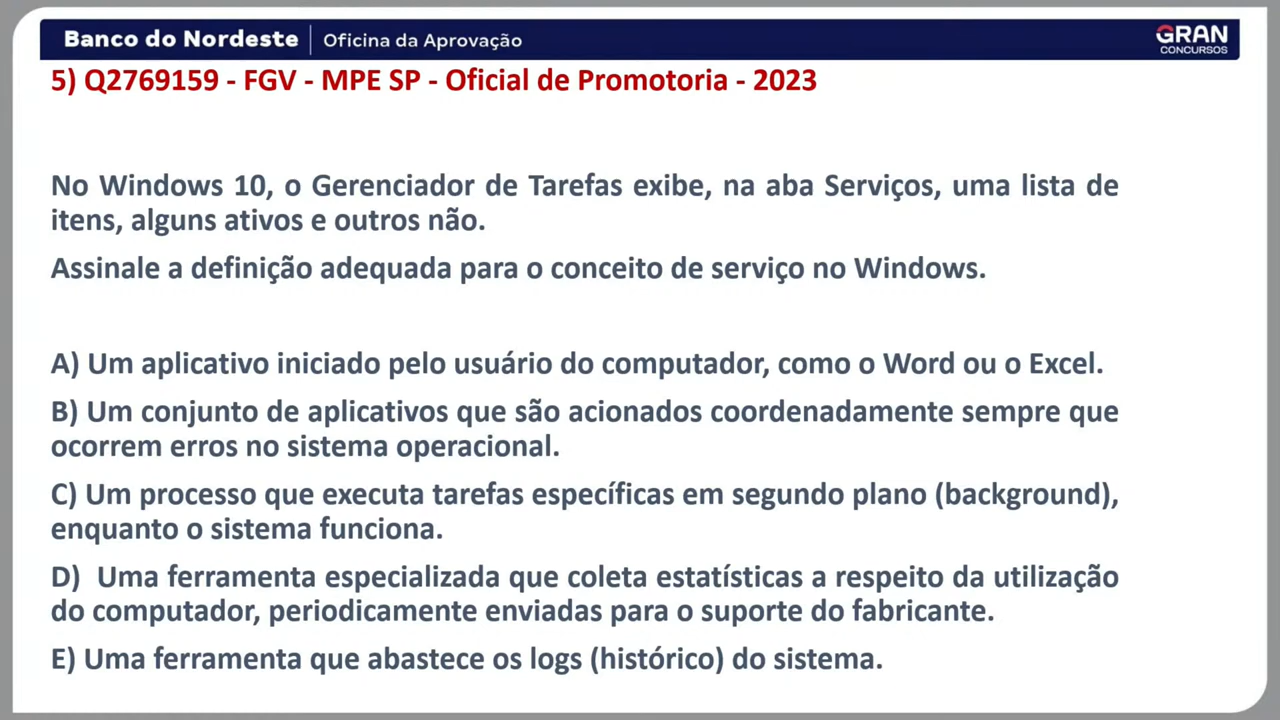 Banco do Nordeste
Oficina da Aprovação
GRAN
CONCURSOS
5) Q2769159 - FGV - MPE SP - Oficial de Promotoria - 2023
No Windows 10, o Gerenciador de Tarefas exibe, na aba Serviços, uma lista de
itens, alguns ativos e outros não.
Assinale a definição adequada para o conceito de serviço no Windows.
A) Um aplicativo iniciado pelo usuário do computador, como o Word ou o Excel.
B) Um conjunto de aplicativos que são acionados coordenadamente sempre que
ocorrem erros no sistema operacional.
C) Um processo que executa tarefas específicas em segundo plano (background),
enquanto o sistema funciona.
D) Uma ferramenta especializada que coleta estatísticas a respeito da utilização
do computador, periodicamente enviadas para o suporte do fabricante.
E) Uma ferramenta que abastece os logs (histórico) do sistema.